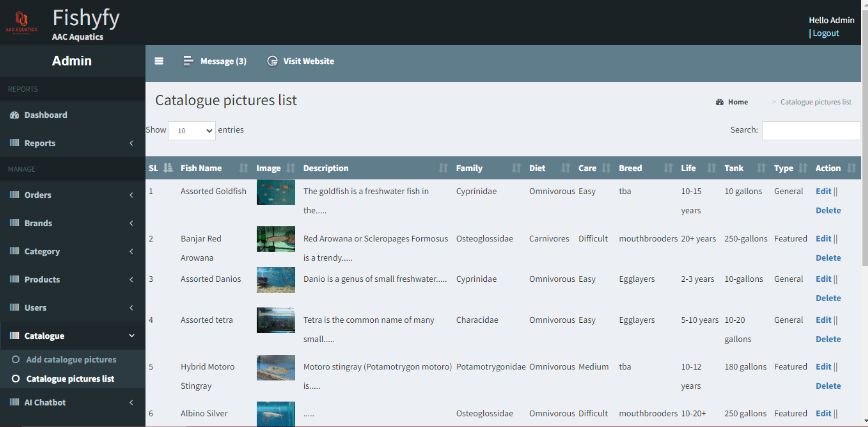 Fishyfy
AAC Aquatics
Hello Admin
| Logout
Admin
Message (3)
Visit Website
REPORTS
Dashboard
Reports
MANAGE
Orders
Brands
Category
Products
Users
Catalogue
Add catalogue pictures
Catalogue pictures list
AI Chatbot
Catalogue pictures list
Home
Catalogue pictures list
Show 10 entries
Search:
SL Fish Name Image Description Family Diet Care Breed Life Tank Type Action
1 Assorted Goldfish The goldfish is a freshwater fish in Cyprinidae Omnivorous Easy tba 10-15 10 gallons General Edit ||
the..... years Delete
2 Banjar Red Red Arowana or Scleropages Formosus Osteoglossidae Carnivores Difficult mouthbrooders 20+ years 250-gallons Featured Edit ||
Arowana is a trendy..... Delete
3 Assorted Danios Danio is a genus of small freshwater..... Cyprinidae Omnivorous Easy Egglayers 2-3 years 10-gallons General Edit ||
Delete
4 Assorted tetra Tetra is the common name of many Characidae Omnivorous Easy Egglayers 5-10 years 10-20 General Edit ||
small..... gallons Delete
5 Hybrid Motoro Motoro stingray (Potamotrygon motoro) Potamotrygonidae Omnivorous Medium tba 10-12 180 gallons Featured Edit ||
Stingray is..... years Delete
6 Albino Silver ..... Osteoglossidae Omnivorous Difficult mouthbrooders 10-20+ 250 gallons Featured Edit ||